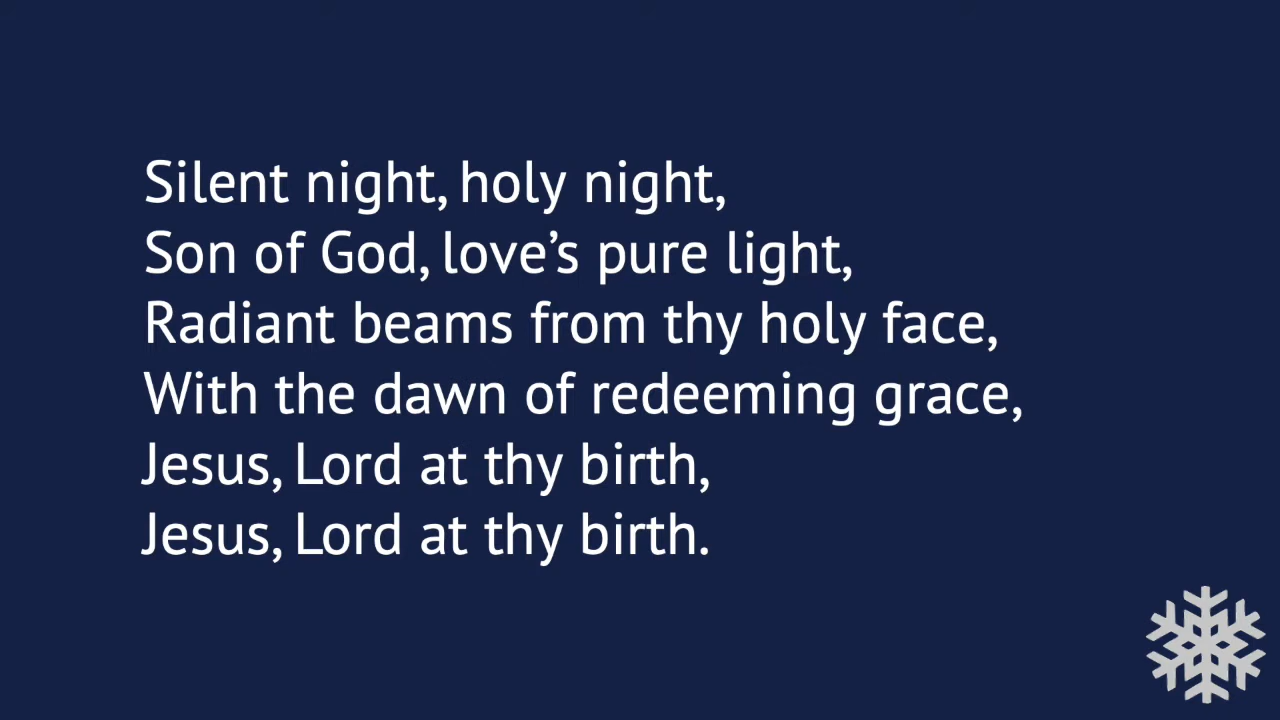 Silent night, holy night,
Son of God, love’s pure light,
Radiant beams from thy holy face,
With the dawn of redeeming grace,
Jesus, Lord at thy birth,
Jesus, Lord at thy birth.